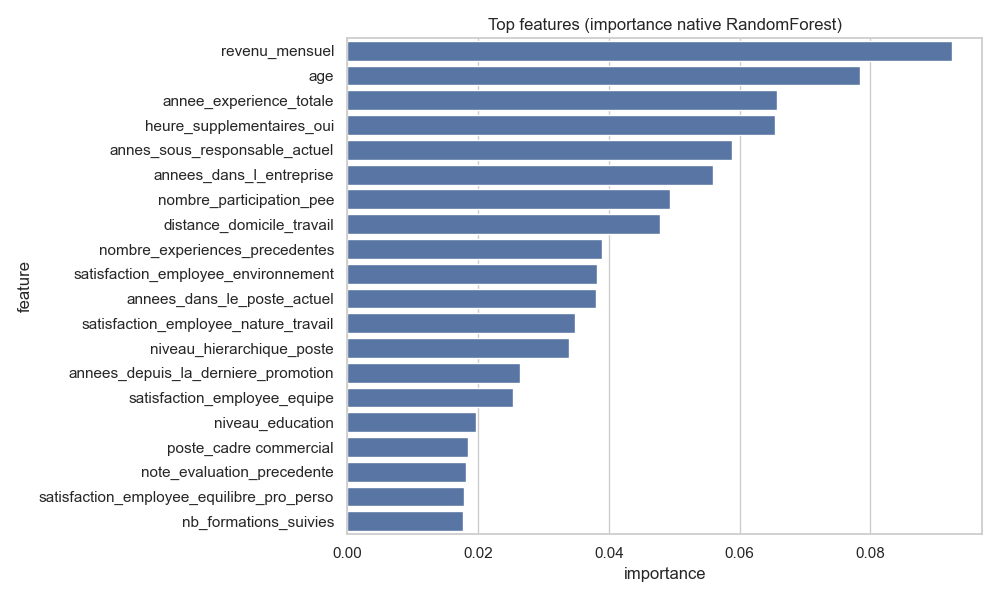 Top features (importance native RandomForest)
revenu_mensuel
age
annee_experience_totale
heure_supplementaires_oui
annes_sous_responsable_actuel
annees_dans_l_entreprise
nombre_participation_pee
distance_domicile_travail
nombre_experiences_precedentes
satisfaction_employee_environnement
annees_dans_le_poste_actuel
satisfaction_employee_nature_travail
niveau_hierarchique_poste
annees_depuis_la_derniere_promotion
satisfaction_employee_equipe
niveau_education
poste_cadre commercial
note_evaluation_precedente
satisfaction_employee_equilibre_pro_perso
nb_formations_suivies
feature
0.00 0.02 0.04 0.06 0.08
importance